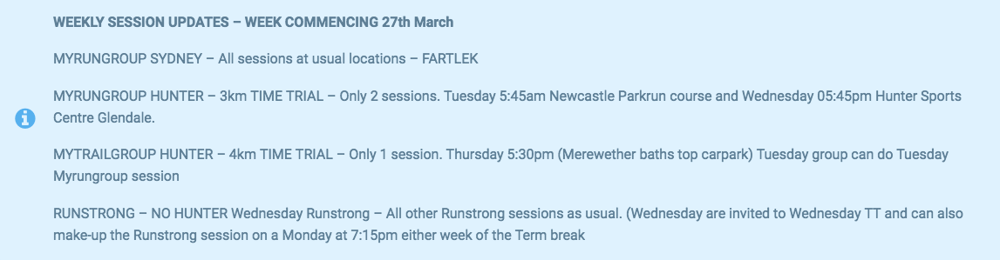 WEEKLY SESSION UPDATES – WEEK COMMENCING 27th March
MYRUNGROUP SYDNEY – All sessions at usual locations – FARTLEK
MYRUNGROUP HUNTER – 3km TIME TRIAL – Only 2 sessions. Tuesday 5:45am Newcastle Parkrun course and Wednesday 05:45pm Hunter Sports
Centre Glendale.
MYTRAILGROUP HUNTER – 4km TIME TRIAL – Only 1 session. Thursday 5:30pm (Merewether baths top carpark) Tuesday group can do Tuesday
Myrungroup session
RUNSTRONG – NO HUNTER Wednesday Runstrong – All other Runstrong sessions as usual. (Wednesday are invited to Wednesday TT and can also
make-up the Runstrong session on a Monday at 7:15pm either week of the Term break